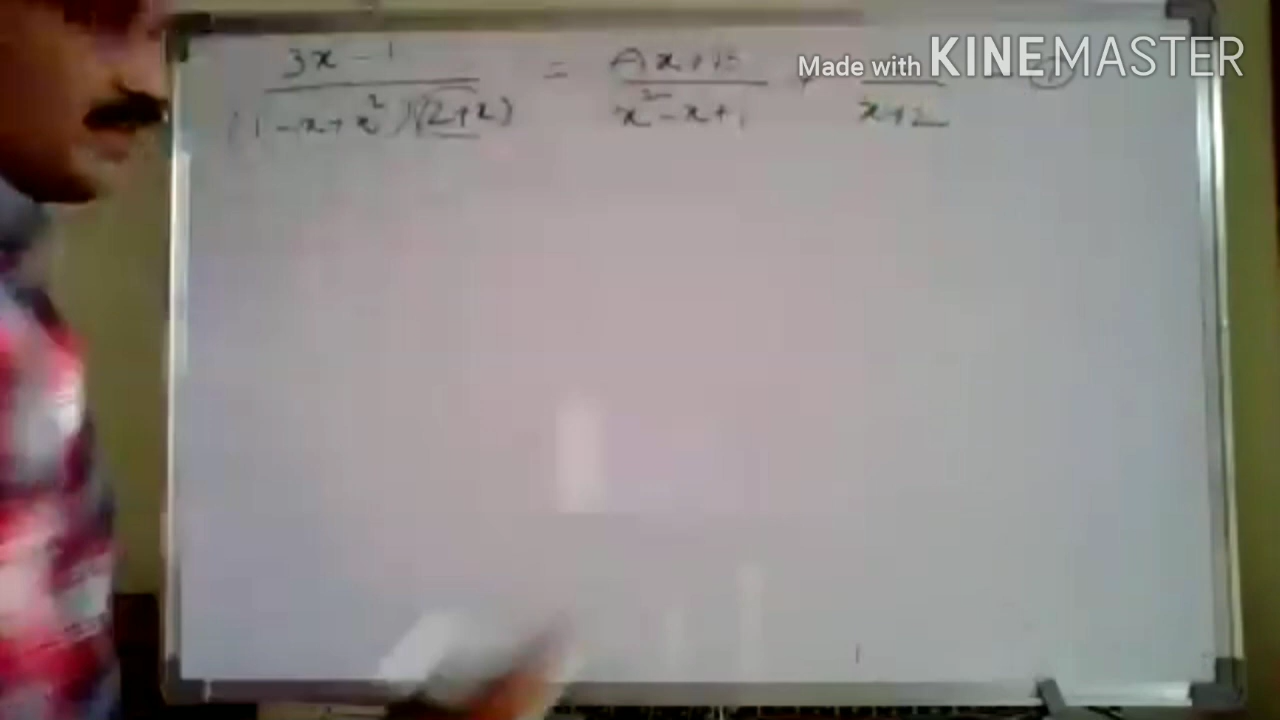 3x - 1 = Ax + B Made with KINEMASTER
(1 - x + x²)(2 + x) x² - x + 1 x + 2